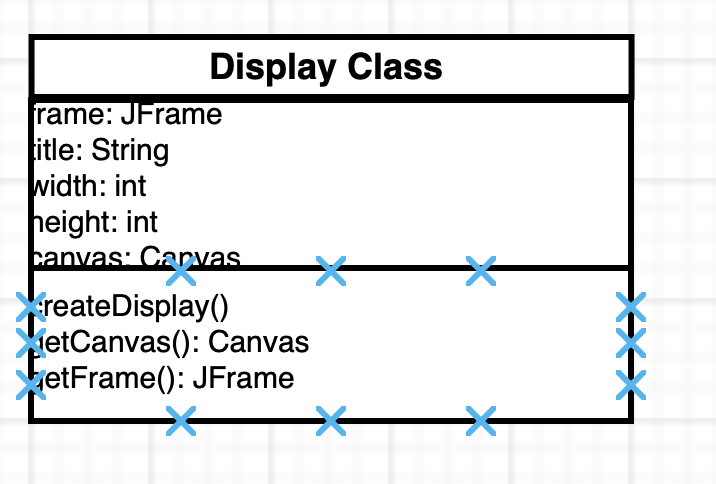 Display Class
frame: JFrame
title: String
width: int
height: int
canvas: Canvas
createDisplay()
getCanvas(): Canvas
getFrame(): JFrame